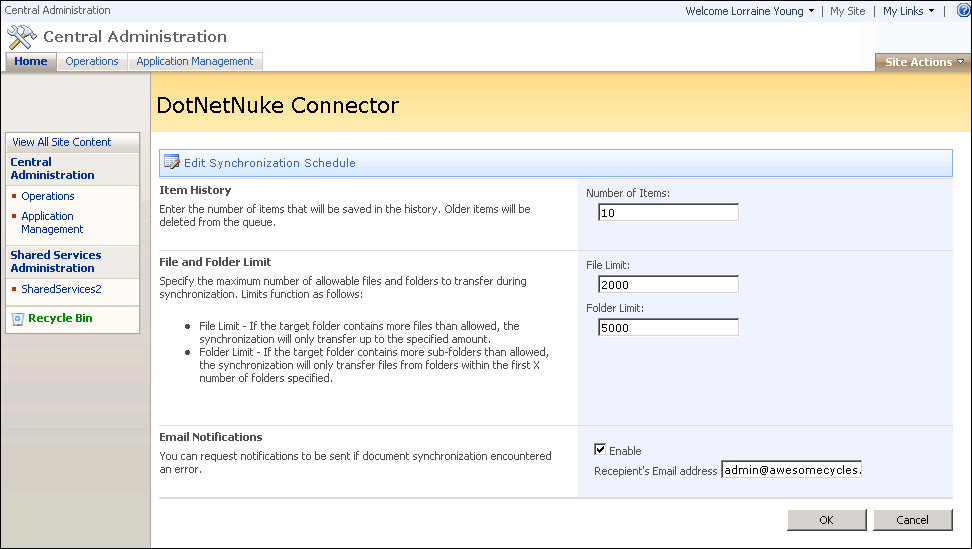 Central Administration
Welcome Lorraine Young | My Site | My Links |
Central Administration
Home Operations Application Management
Site Actions
DotNetNuke Connector
View All Site Content
Central
Administration
Operations
Application
Management
Shared Services
Administration
SharedServices2
Recycle Bin
Edit Synchronization Schedule
Item History
Enter the number of items that will be saved in the history. Older items will be
deleted from the queue.
Number of Items:
10
File and Folder Limit
Specify the maximum number of allowable files and folders to transfer during
synchronization. Limits function as follows:
File Limit - If the target folder contains more files than allowed, the
synchronization will only transfer up to the specified amount.
Folder Limit - If the target folder contains more sub-folders than allowed,
the synchronization will only transfer files from folders within the first X
number of folders specified.
File Limit:
2000
Folder Limit:
5000
Email Notifications
You can request notifications to be sent if document synchronization encountered
an error.
Enable
Recepient's Email address admin@awesomecycles.
OK Cancel